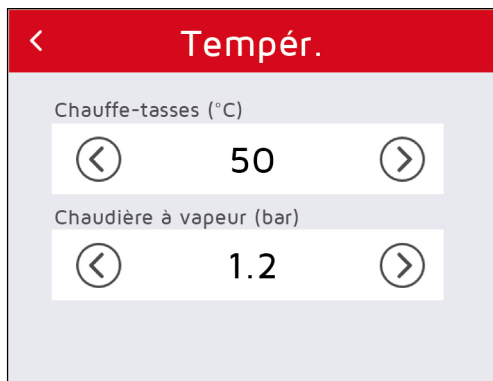 Tempér.
Chauffe-tasses (°C)
50
Chaudière à vapeur (bar)
1.2